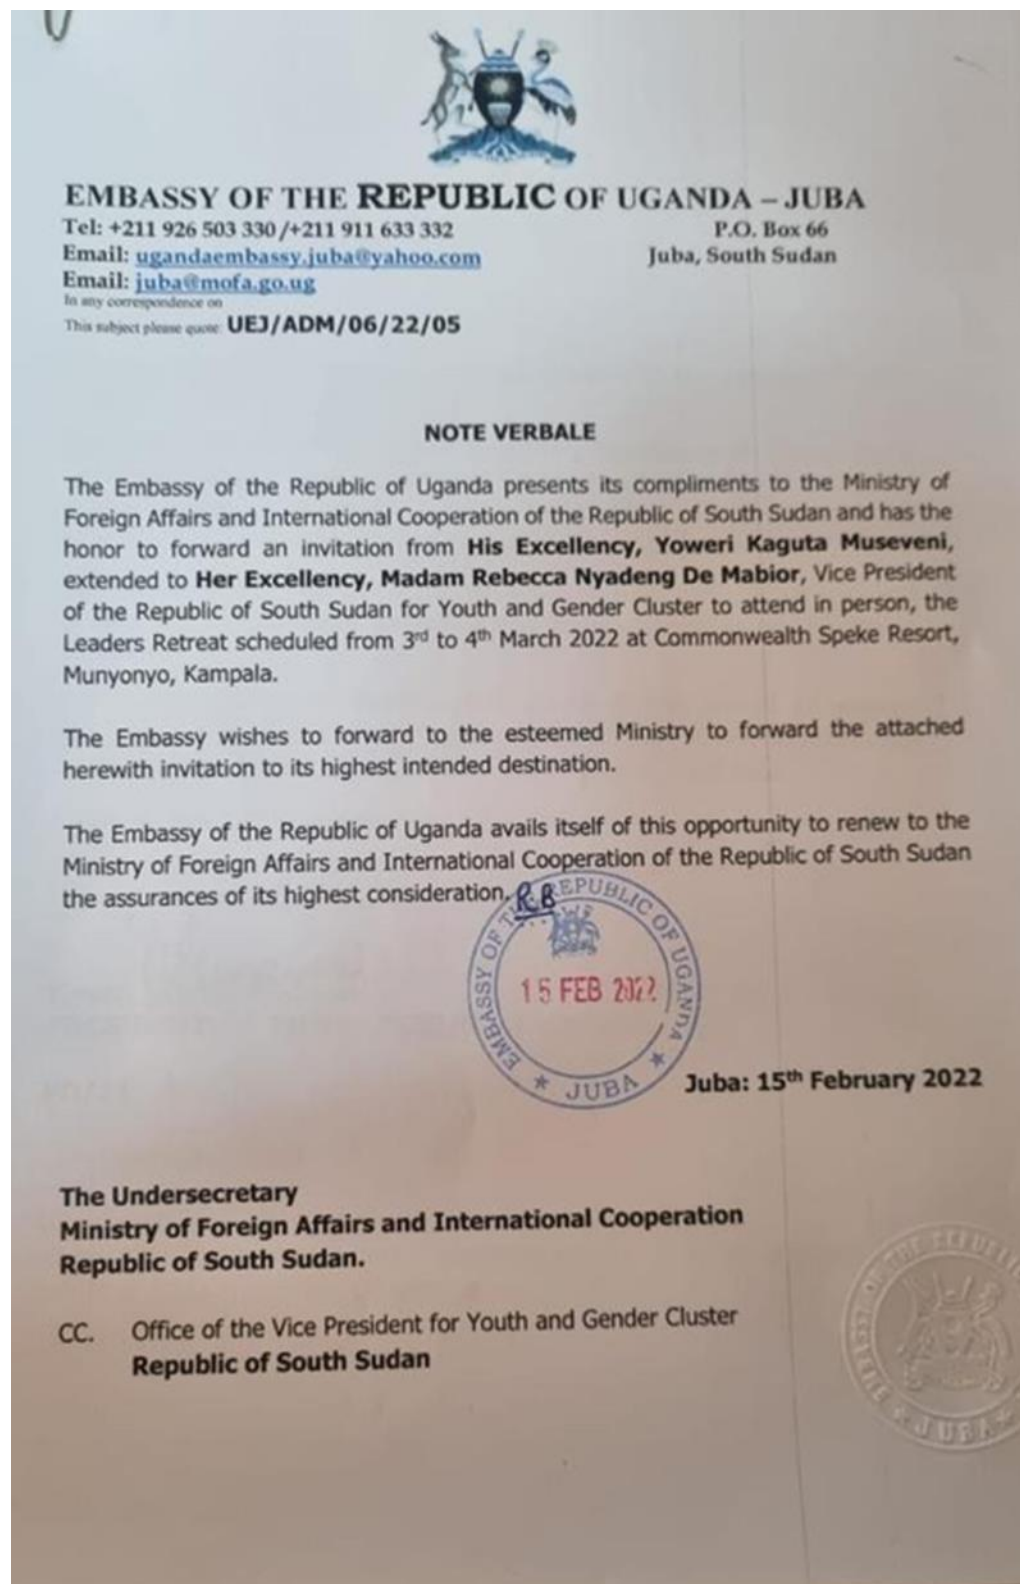 EMBASSY OF THE REPUBLIC OF UGANDA – JUBA
Tel: +211 926 503 330 /+211 911 633 332
P.O. Box 66
Email: ugandaembassy.juba@yahoo.com
Juba, South Sudan
Email: juba@mofa.go.ug
In any correspondence on
This subject please quote: UEJ/ADM/06/22/05
NOTE VERBALE
The Embassy of the Republic of Uganda presents its compliments to the Ministry of
Foreign Affairs and International Cooperation of the Republic of South Sudan and has the
honor to forward an invitation from His Excellency, Yoweri Kaguta Museveni,
extended to Her Excellency, Madam Rebecca Nyadeng De Mabior, Vice President
of the Republic of South Sudan for Youth and Gender Cluster to attend in person, the
Leaders Retreat scheduled from 3rd to 4th March 2022 at Commonwealth Speke Resort,
Munyonyo, Kampala.
The Embassy wishes to forward to the esteemed Ministry to forward the attached
herewith invitation to its highest intended destination.
The Embassy of the Republic of Uganda avails itself of this opportunity to renew to the
Ministry of Foreign Affairs and International Cooperation of the Republic of South Sudan
the assurances of its highest consideration. RB
EMBASSY OF THE REPUBLIC OF UGANDA
15 FEB 2022
★ JUBA ★
Juba: 15th February 2022
The Undersecretary
Ministry of Foreign Affairs and International Cooperation
Republic of South Sudan.
CC. Office of the Vice President for Youth and Gender Cluster
Republic of South Sudan
EMBASSY OF THE REPUBLIC
★ JUBA ★